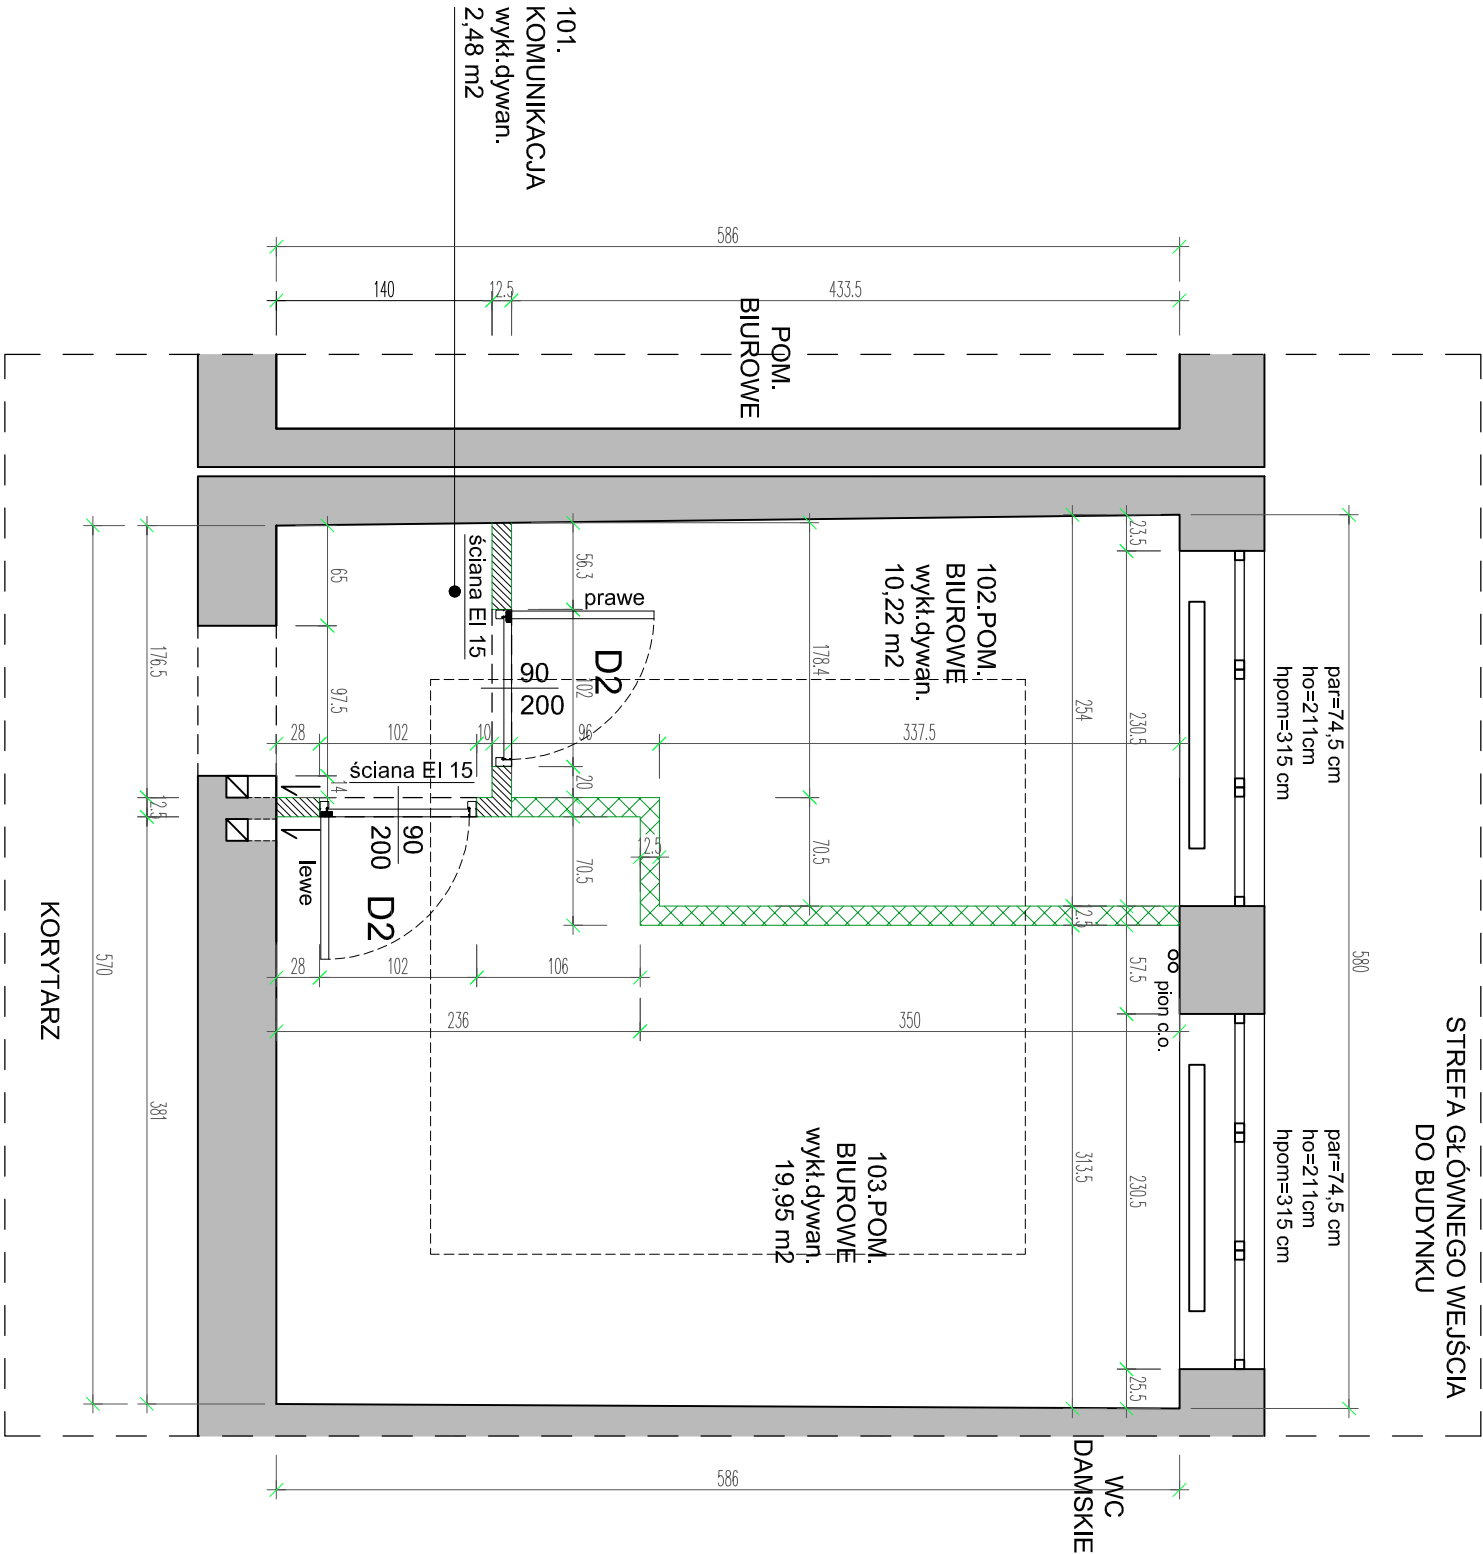 101.
KOMUNIKACJA
wykł.dywan.
2,48 m2
586
140
12.5
433.5
POM.
BIUROWE
STREFA GŁÓWNEGO WEJŚCIA
DO BUDYNKU
580
par=74,5 cm
ho=211cm
hpom=315 cm
par=74,5 cm
ho=211cm
hpom=315 cm
23.5
230.5
57.5
230.5
25.5
254
12.5
313.5
102.POM.
BIUROWE
wykł.dywan.
10,22 m2
178.4
70.5
56.3
102
20
70.5
prawe
D2
90
200
ściana EI 15
65
97.5
14
28
102
10
96
337.5
ściana EI 15
12.5
90
200
D2
lewe
28
102
106
236
350
oo pion c.o.
103.POM.
BIUROWE
wykł.dywan.
19,95 m2
176.5
12.5
381
570
KORYTARZ
586
WC
DAMSKIE